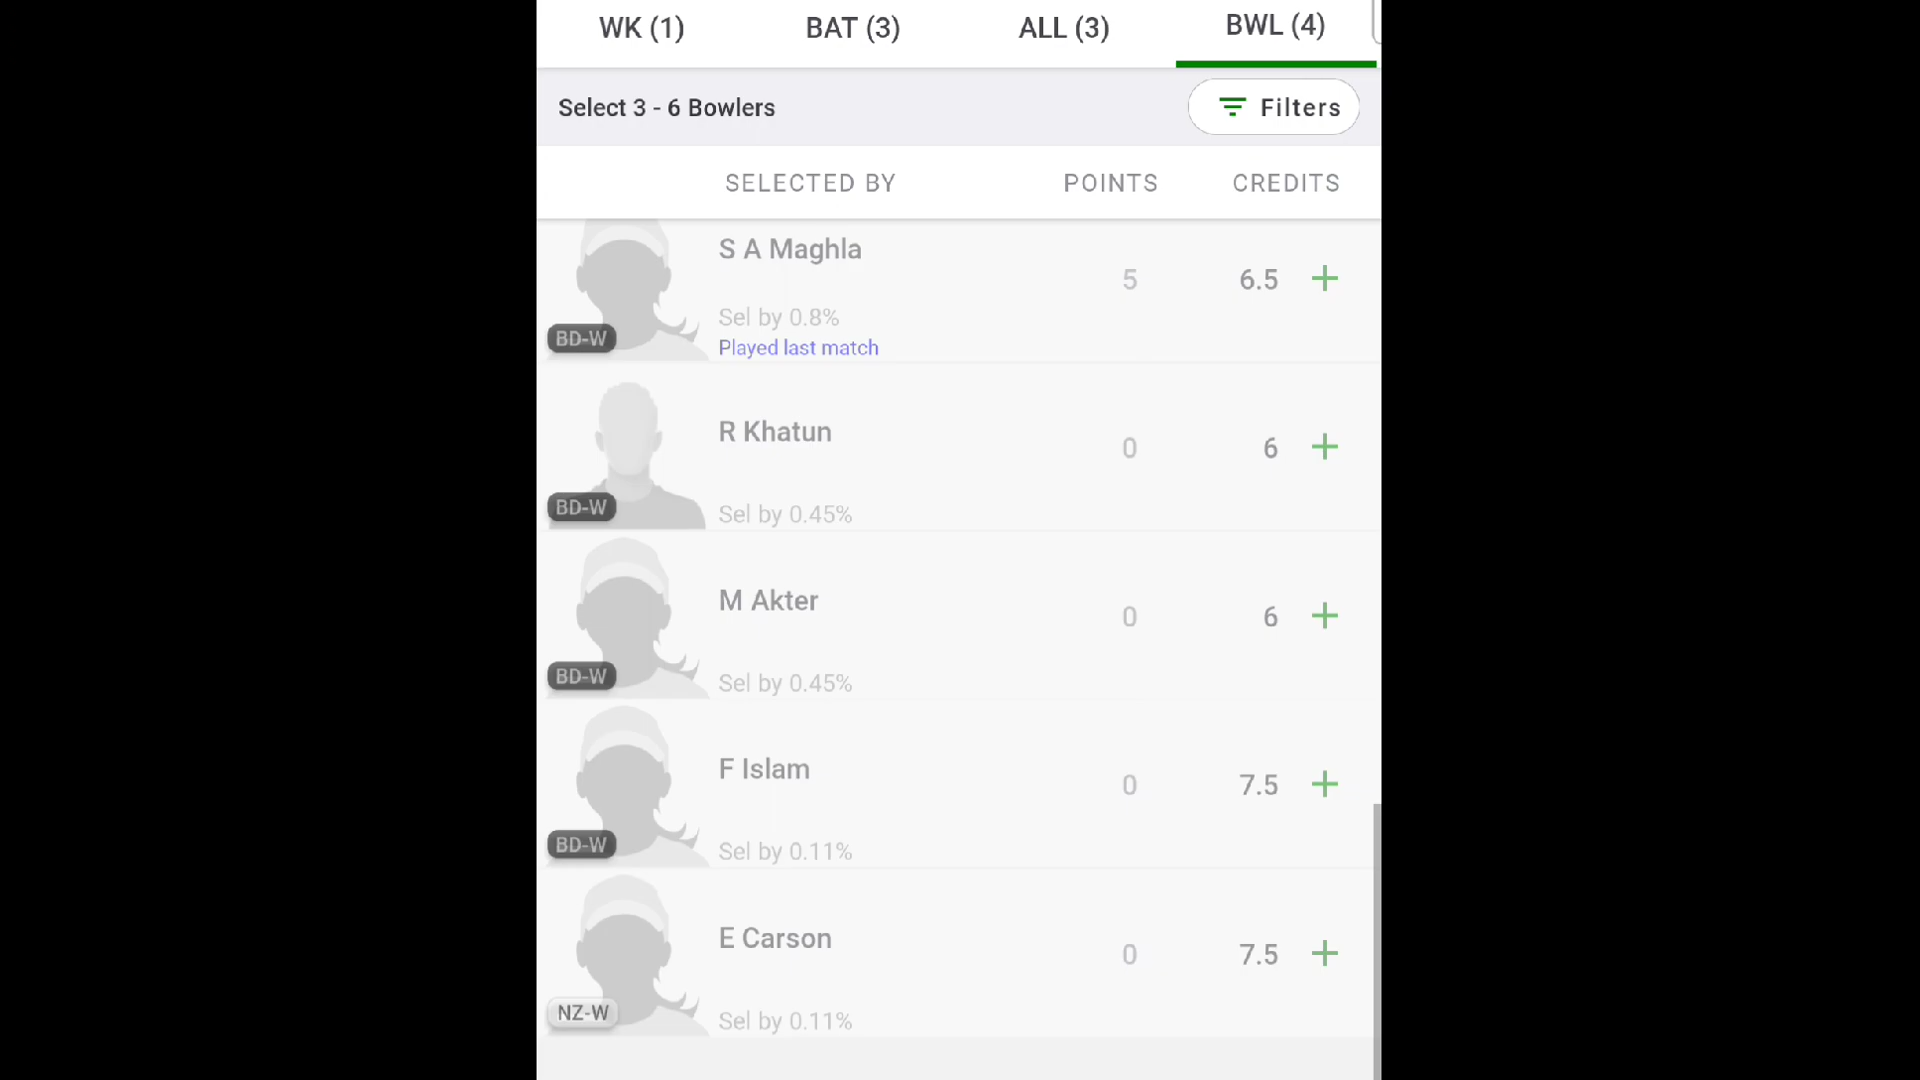 WK (1) BAT (3) ALL (3) BWL (4)
Select 3 - 6 Bowlers Filters
SELECTED BY POINTS CREDITS
S A Maghla
5 6.5 +
Sel by 0.8%
BD-W
Played last match
R Khatun
0 6 +
BD-W
Sel by 0.45%
M Akter
0 6 +
BD-W
Sel by 0.45%
F Islam
0 7.5 +
BD-W
Sel by 0.11%
E Carson
0 7.5 +
NZ-W
Sel by 0.11%